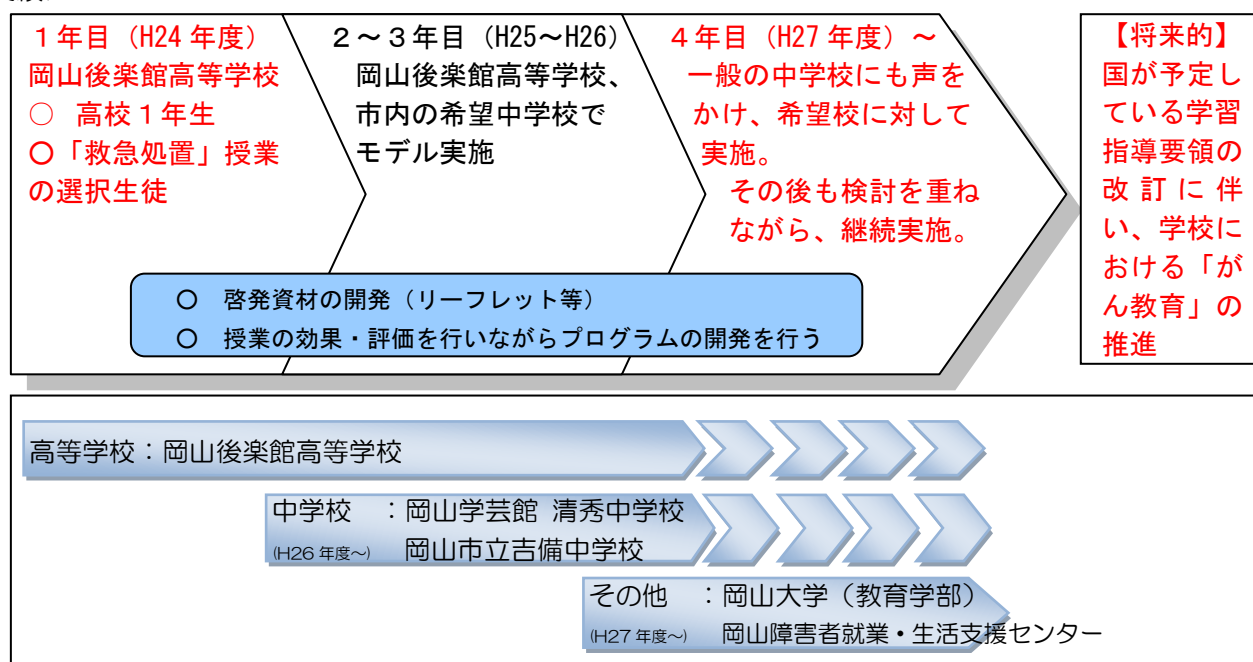 １年目（H24 年度）
岡山後楽館高等学校
○ 高校１年生
○「救急処置」授業
の選択生徒
２～３年目（H25～H26）
岡山後楽館高等学校、
市内の希望中学校で
モデル実施
４年目（H27 年度）～
一般の中学校にも声を
かけ、希望校に対して
実施。
その後も検討を重ね
ながら、継続実施。
【将来的】
国が予定し
ている学習
指導要領の
改訂に伴
い、学校に
おける「が
ん教育」の
推進
○ 啓発資材の開発（リーフレット等）
○ 授業の効果・評価を行いながらプログラムの開発を行う
高等学校：岡山後楽館高等学校
中学校 ：岡山学芸館 清秀中学校
(H26 年度～) 岡山市立吉備中学校
その他 ：岡山大学（教育学部）
(H27 年度～) 岡山障害者就業・生活支援センター